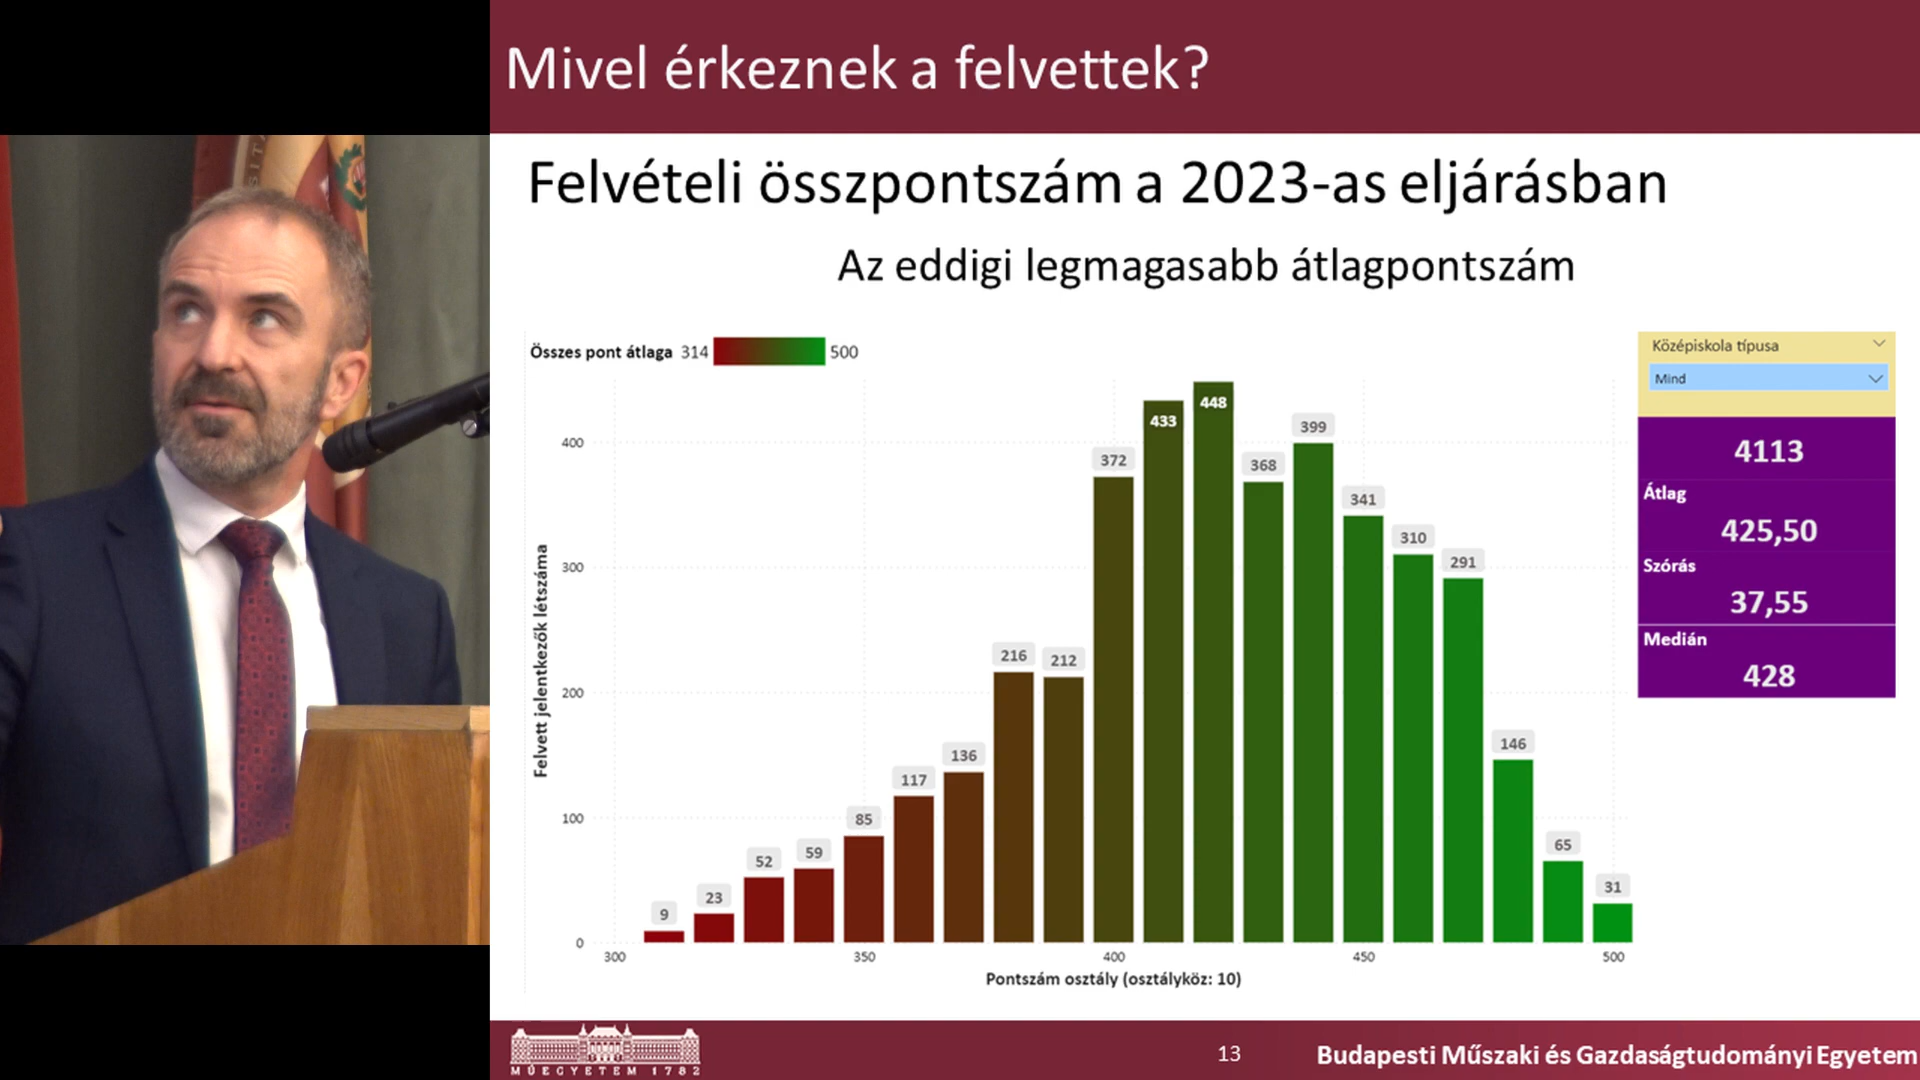 Mivel érkeznek a felvettek?
Felvételi összpontszám a 2023-as eljárásban
Az eddigi legmagasabb átlagpontszám
Összes pont átlaga 314 500
Középiskola típusa
Mind
4113
Átlag
425,50
Szórás
37,55
Medián
428
Felvett jelentkezők létszáma
400
300
200
100
0
9
23
52
59
85
117
136
216
212
372
433
448
368
399
341
310
291
146
65
31
300 350 400 450 500
Pontszám osztály (osztályköz: 10)
MŰEGYETEM 1782
13
Budapesti Műszaki és Gazdaságtudományi Egyetem
SIT